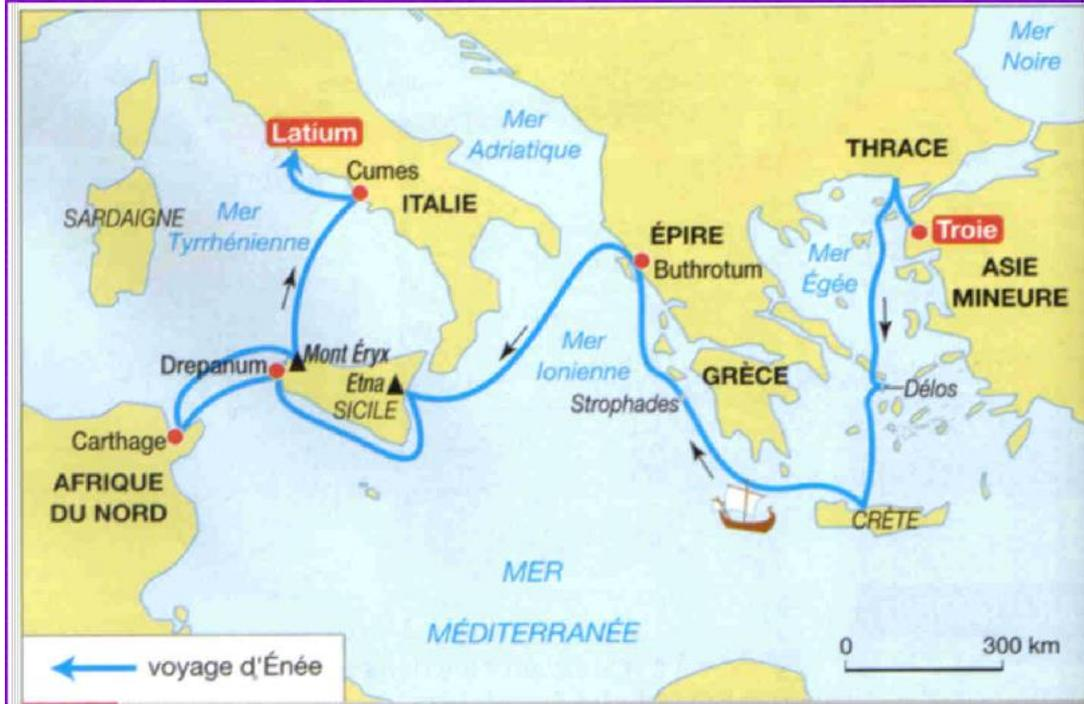 Mer
Noire
Latium
Mer
Adriatique
THRACE
Cumes
ITALIE
SARDAIGNE
Mer
Tyrrhénienne
ÉPIRE
Buthrotum
Troie
Mer
Égée
ASIE
MINEURE
Drepanum
Mont Éryx
Etna
SICILE
Mer
Ionienne
GRÈCE
Strophades
Délos
Carthage
AFRIQUE
DU NORD
CRÈTE
MER
MÉDITERRANÉE
voyage d'Énée
0 300 km